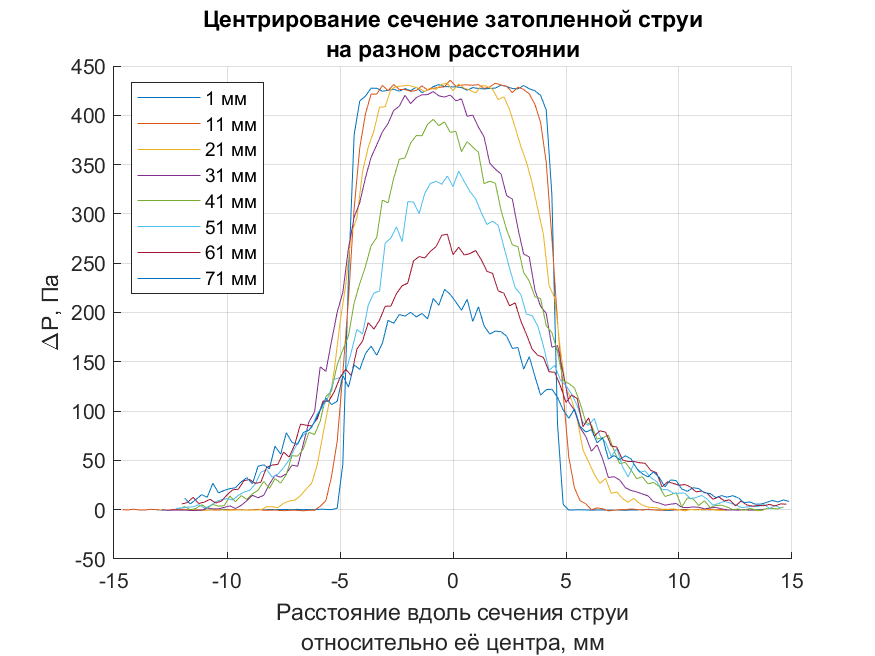 Центрирование сечение затопленной струи
на разном расстоянии
450
400
350
300
250
200
150
100
50
0
-50
ΔP, Па
1 мм
11 мм
21 мм
31 мм
41 мм
51 мм
61 мм
71 мм
-15 -10 -5 0 5 10 15
Расстояние вдоль сечения струи
относительно её центра, мм